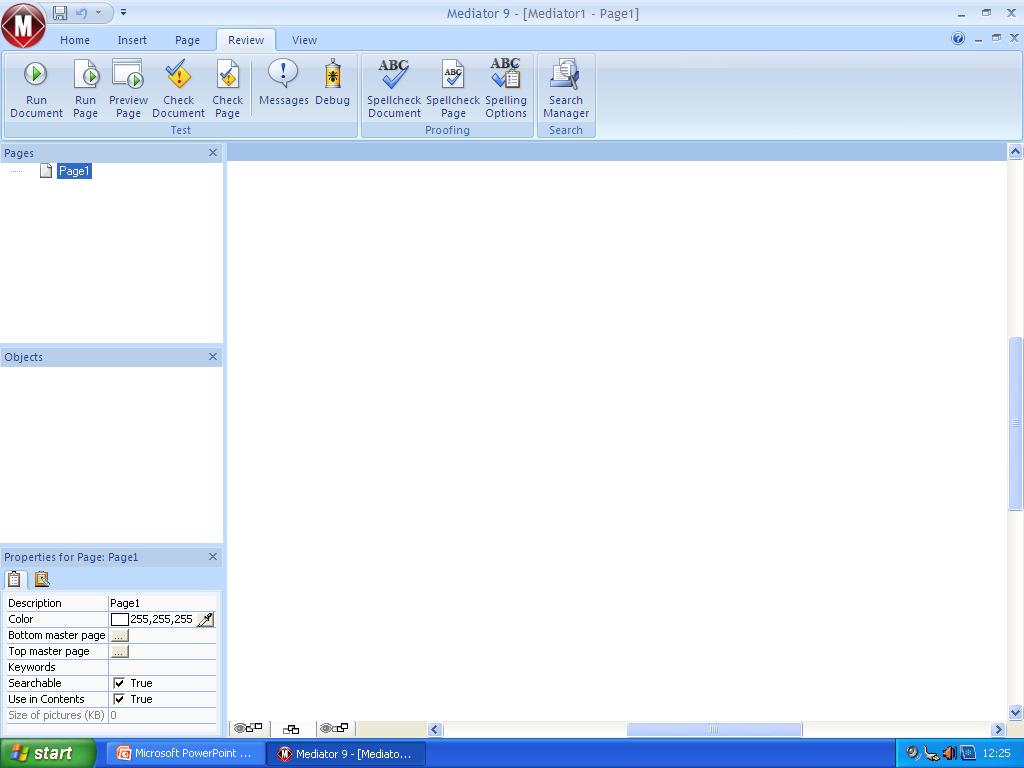 Mediator 9 - [Mediator1 - Page1]
Home Insert Page Review View
Run Document
Run Page
Preview Page
Check Document
Check Page
Messages
Debug
Test
ABC
Spellcheck Document
ABC
Spellcheck Page
ABC
Spelling Options
Proofing
Search Manager
Search
Pages
Page1
Objects
Properties for Page: Page1
Description Page1
Color 255,255,255
Bottom master page ...
Top master page ...
Keywords
Searchable True
Use in Contents True
Size of pictures (KB) 0
start
Microsoft PowerPoint ...
Mediator 9 - [Mediato...
12:25